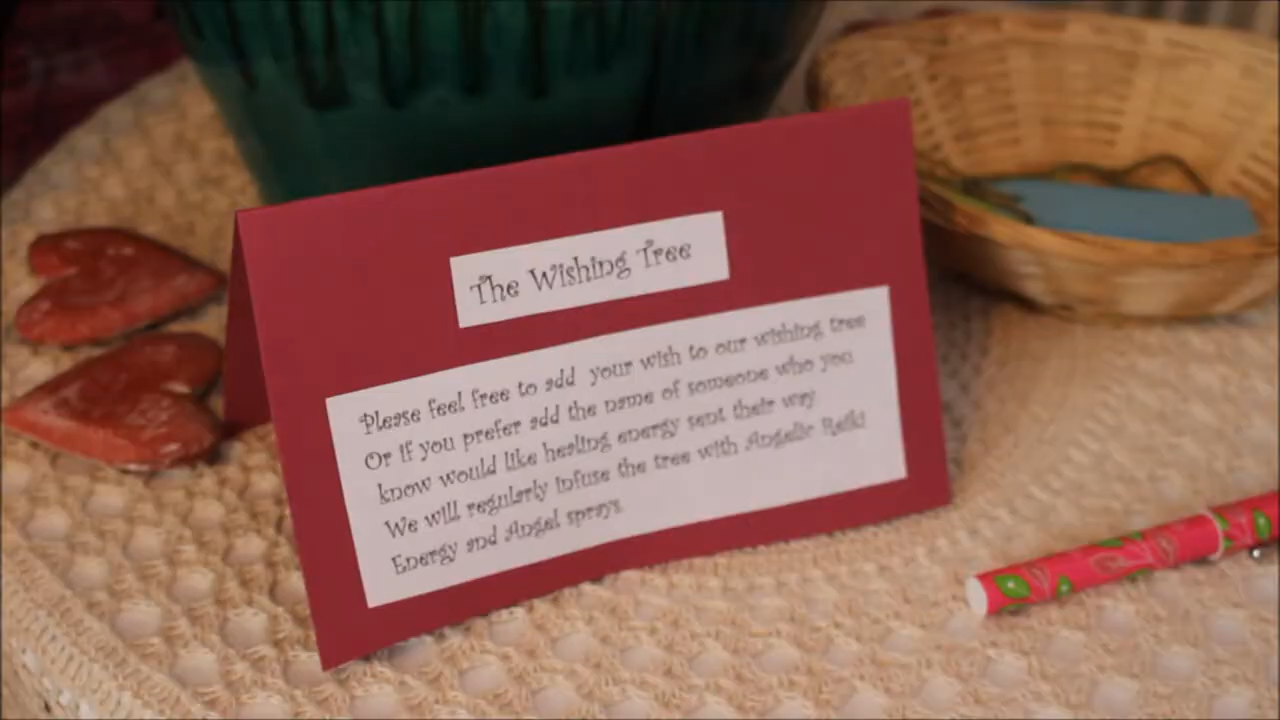 The Wishing Tree
Please feel free to add your wish to our wishing tree
Or if you prefer add the name of someone who you
know would like healing energy sent their way
We will regularly infuse the tree with Angelic Reiki
Energy and Angel sprays